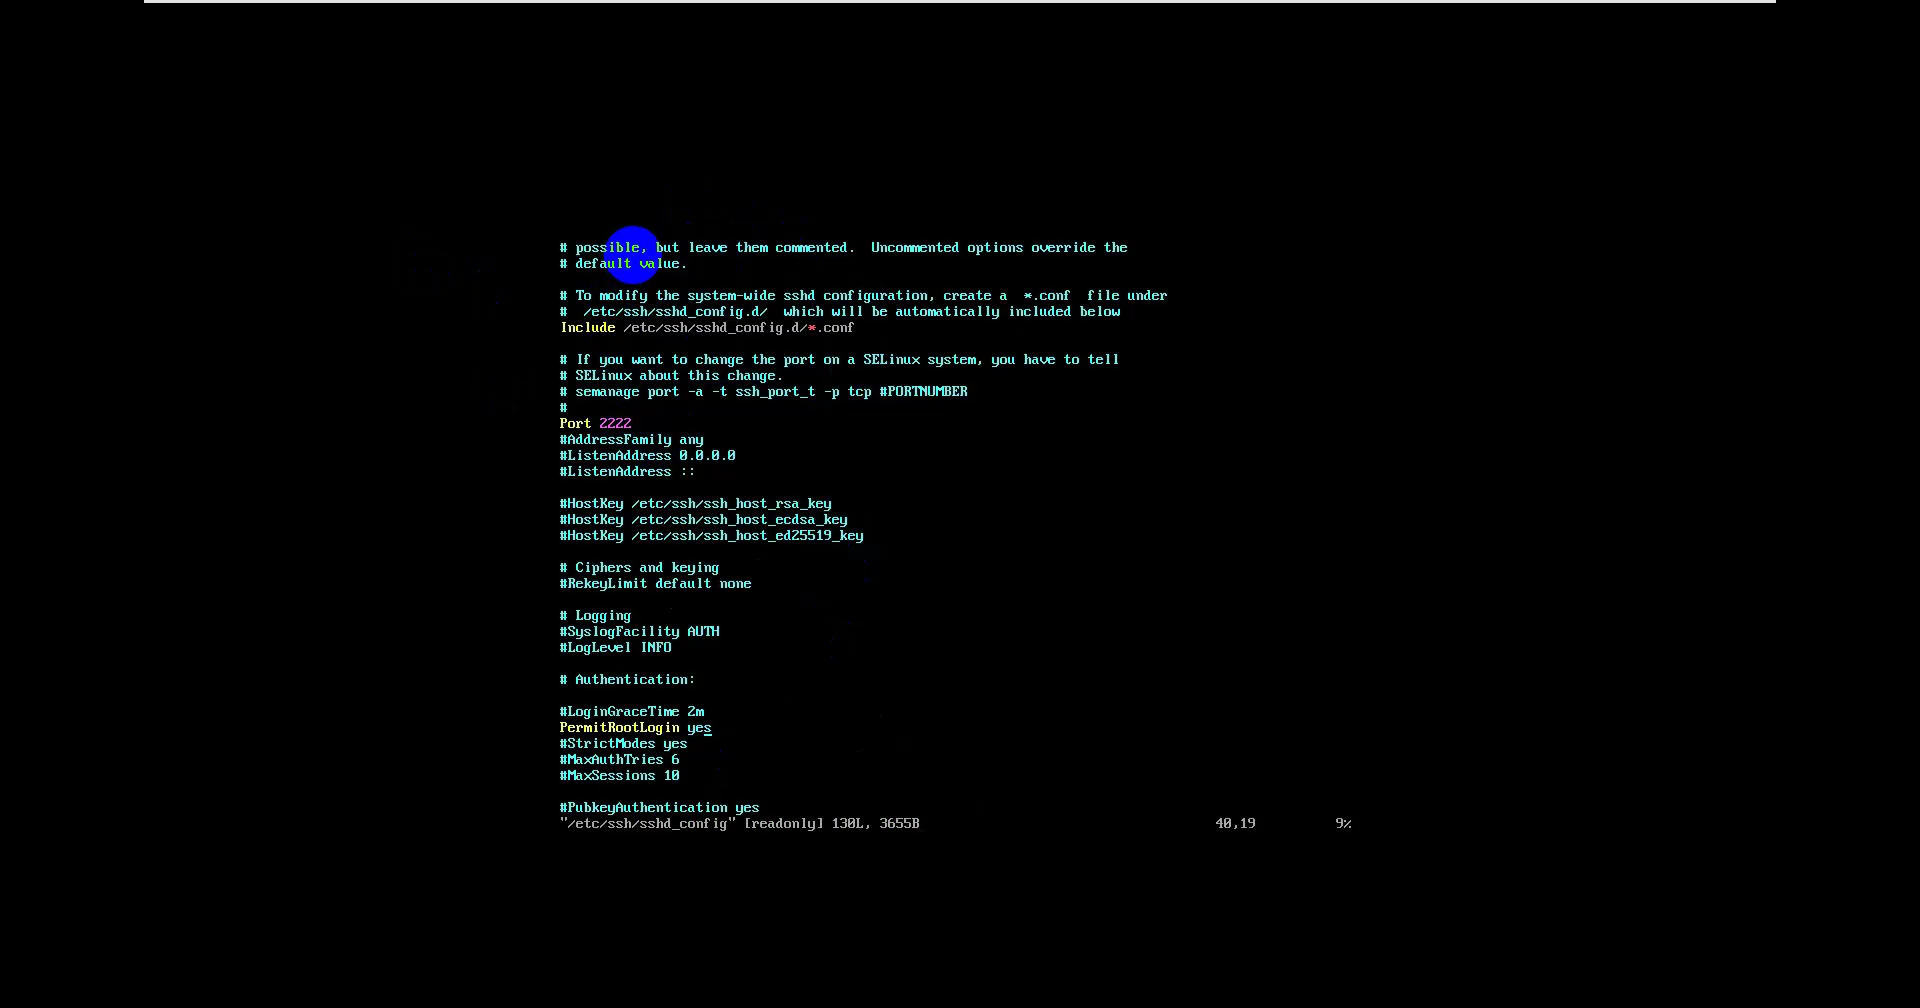 # possible, but leave them commented.  Uncommented options override the
# default value.
# To modify the system-wide sshd configuration, create a  *.conf  file under
#  /etc/ssh/sshd_config.d/  which will be automatically included below
Include /etc/ssh/sshd_config.d/*.conf
# If you want to change the port on a SELinux system, you have to tell
# SELinux about this change.
# semanage port -a -t ssh_port_t -p tcp #PORTNUMBER
#
Port 2222
#AddressFamily any
#ListenAddress 0.0.0.0
#ListenAddress ::
#HostKey /etc/ssh/ssh_host_rsa_key
#HostKey /etc/ssh/ssh_host_ecdsa_key
#HostKey /etc/ssh/ssh_host_ed25519_key
# Ciphers and keying
#RekeyLimit default none
# Logging
#SyslogFacility AUTH
#LogLevel INFO
# Authentication:
#LoginGraceTime 2m
PermitRootLogin yes
#StrictModes yes
#MaxAuthTries 6
#MaxSessions 10
#PubkeyAuthentication yes
"/etc/ssh/sshd_config" [readonly] 130L, 3655B 40,19 9%